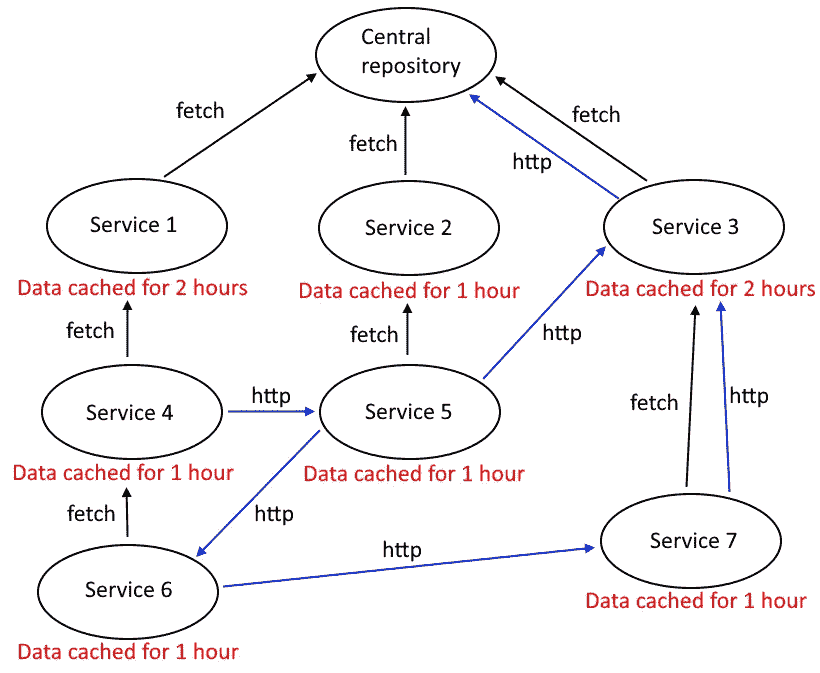 Central
repository
fetch
fetch
fetch
http
Service 1
Service 2
Service 3
Data cached for 2 hours
Data cached for 1 hour
Data cached for 2 hours
fetch
fetch
http
http
fetch
http
Service 4
Service 5
Data cached for 1 hour
Data cached for 1 hour
fetch
http
http
Service 7
Service 6
Data cached for 1 hour
Data cached for 1 hour